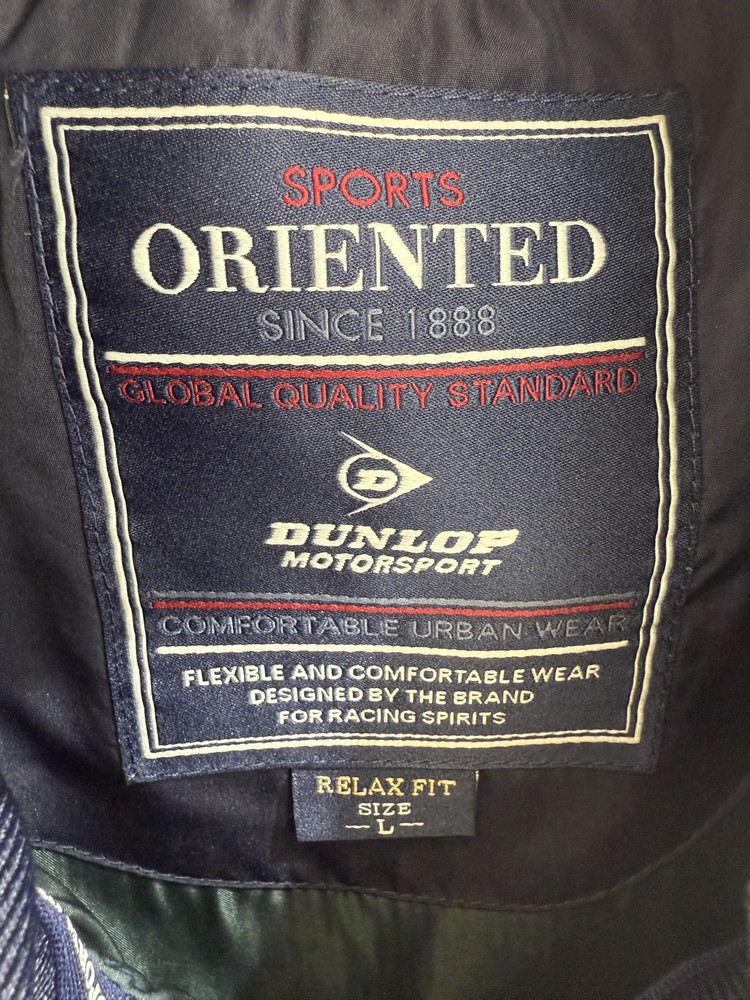 SPORTS
ORIENTED
SINCE 1888
GLOBAL QUALITY STANDARD
D
DUNLOP
MOTORSPORT
COMFORTABLE URBAN WEAR
FLEXIBLE AND COMFORTABLE WEAR
DESIGNED BY THE BRAND
FOR RACING SPIRITS
RELAX FIT
SIZE
— L —